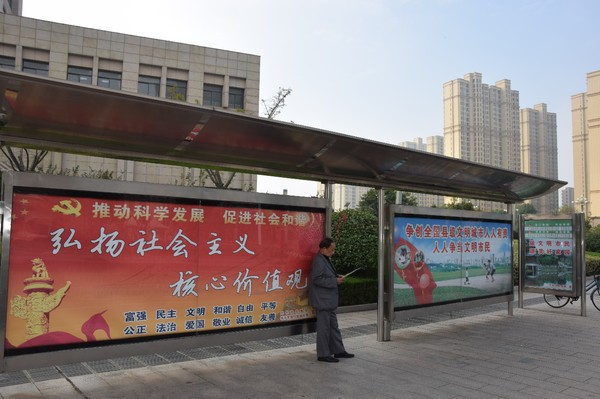 推动科学发展 促进社会和谐
弘扬社会主义
核心价值观
富强 民主 文明 和谐 自由 平等
公正 法治 爱国 敬业 诚信 友善
争创全国县级文明城市人人有责
人人争当文明市民